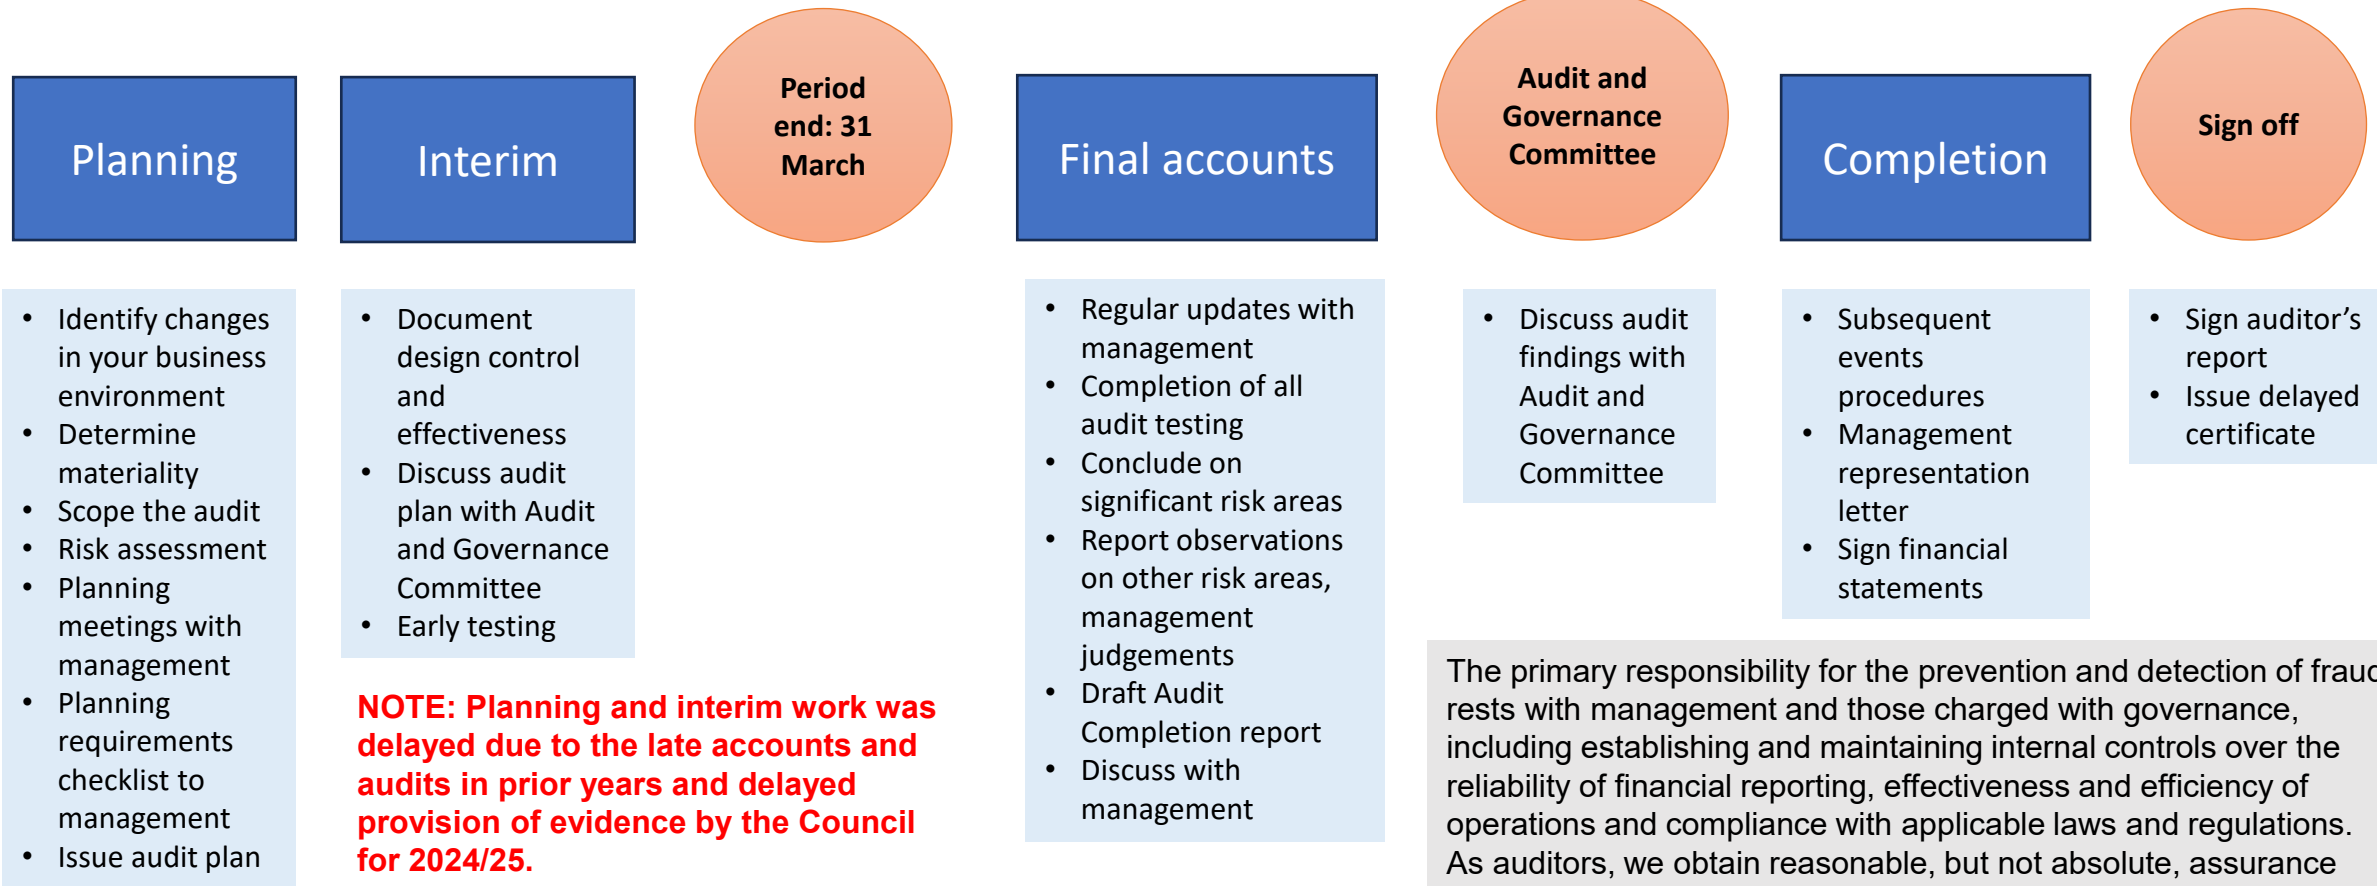 Planning
Interim
Period
end: 31
March
Final accounts
Audit and
Governance
Committee
Completion
Sign off
• Identify changes
in your business
environment
• Determine
materiality
• Scope the audit
• Risk assessment
• Planning
meetings with
management
• Planning
requirements
checklist to
management
• Issue audit plan
• Document
design control
and
effectiveness
• Discuss audit
plan with Audit
and Governance
Committee
• Early testing
NOTE: Planning and interim work was
delayed due to the late accounts and
audits in prior years and delayed
provision of evidence by the Council
for 2024/25.
• Regular updates with
management
• Completion of all
audit testing
• Conclude on
significant risk areas
• Report observations
on other risk areas,
management
judgements
• Draft Audit
Completion report
• Discuss with
management
• Discuss audit
findings with
Audit and
Governance
Committee
• Subsequent
events
procedures
• Management
representation
letter
• Sign financial
statements
• Sign auditor’s
report
• Issue delayed
certificate
The primary responsibility for the prevention and detection of fraud
rests with management and those charged with governance,
including establishing and maintaining internal controls over the
reliability of financial reporting, effectiveness and efficiency of
operations and compliance with applicable laws and regulations.
As auditors, we obtain reasonable, but not absolute, assurance